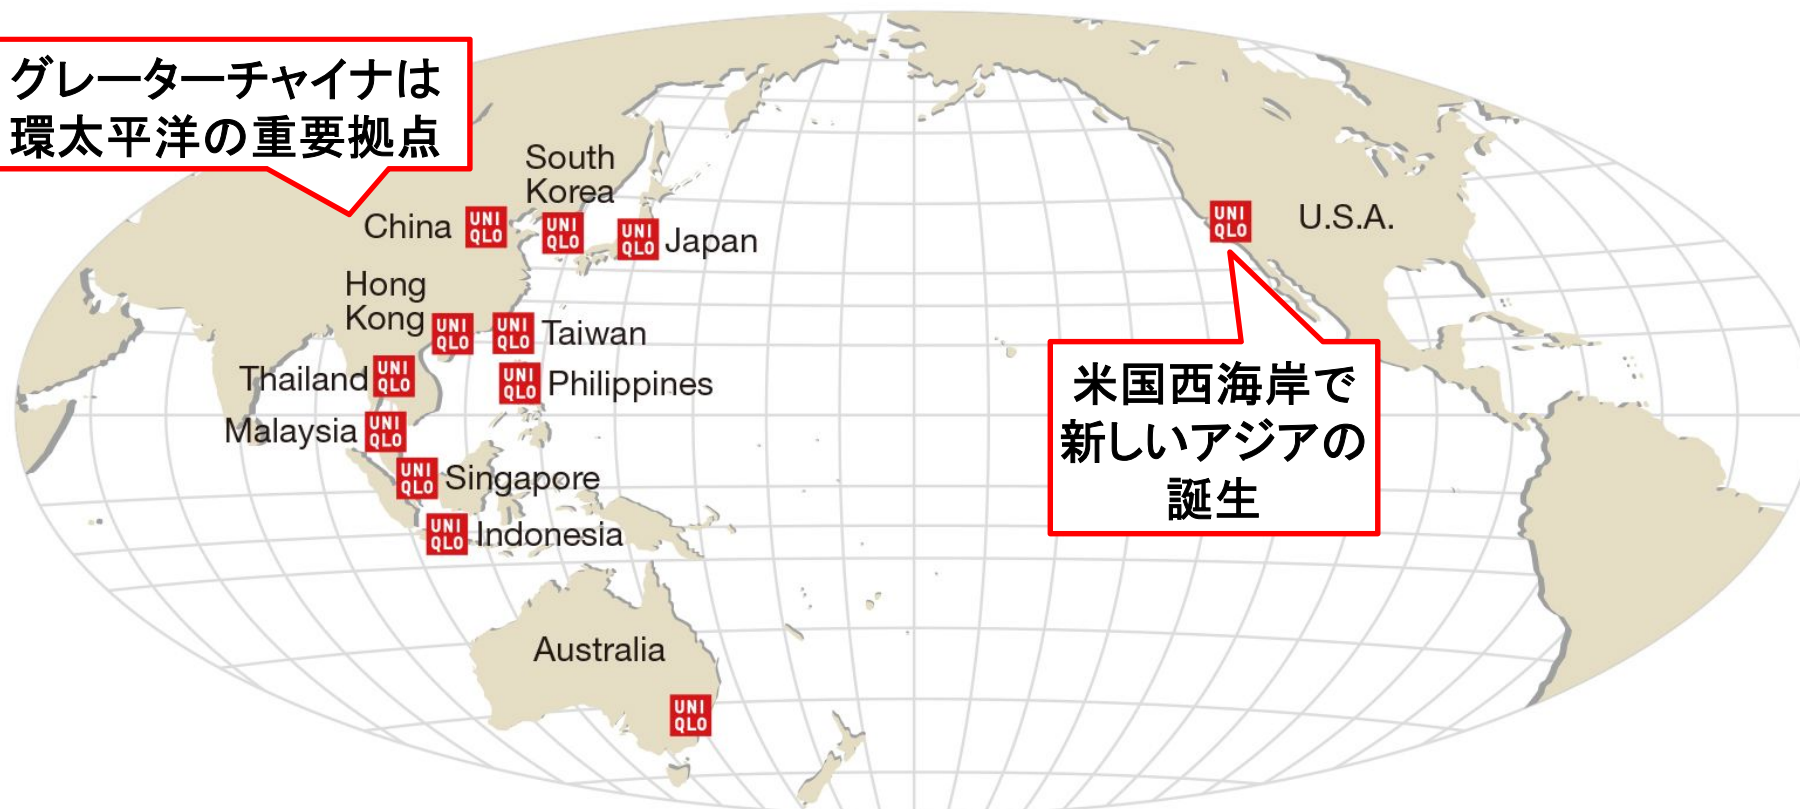 グレーターチャイナは
環太平洋の重要拠点
South
Korea
China
UNI
QLO
UNI
QLO
UNI
QLO
Japan
UNI
QLO
U.S.A.
Hong
Kong
UNI
QLO
UNI
QLO
Taiwan
Thailand
UNI
QLO
UNI
QLO
Philippines
Malaysia
UNI
QLO
UNI
QLO
Singapore
UNI
QLO
Indonesia
米国西海岸で
新しいアジアの
誕生
Australia
UNI
QLO